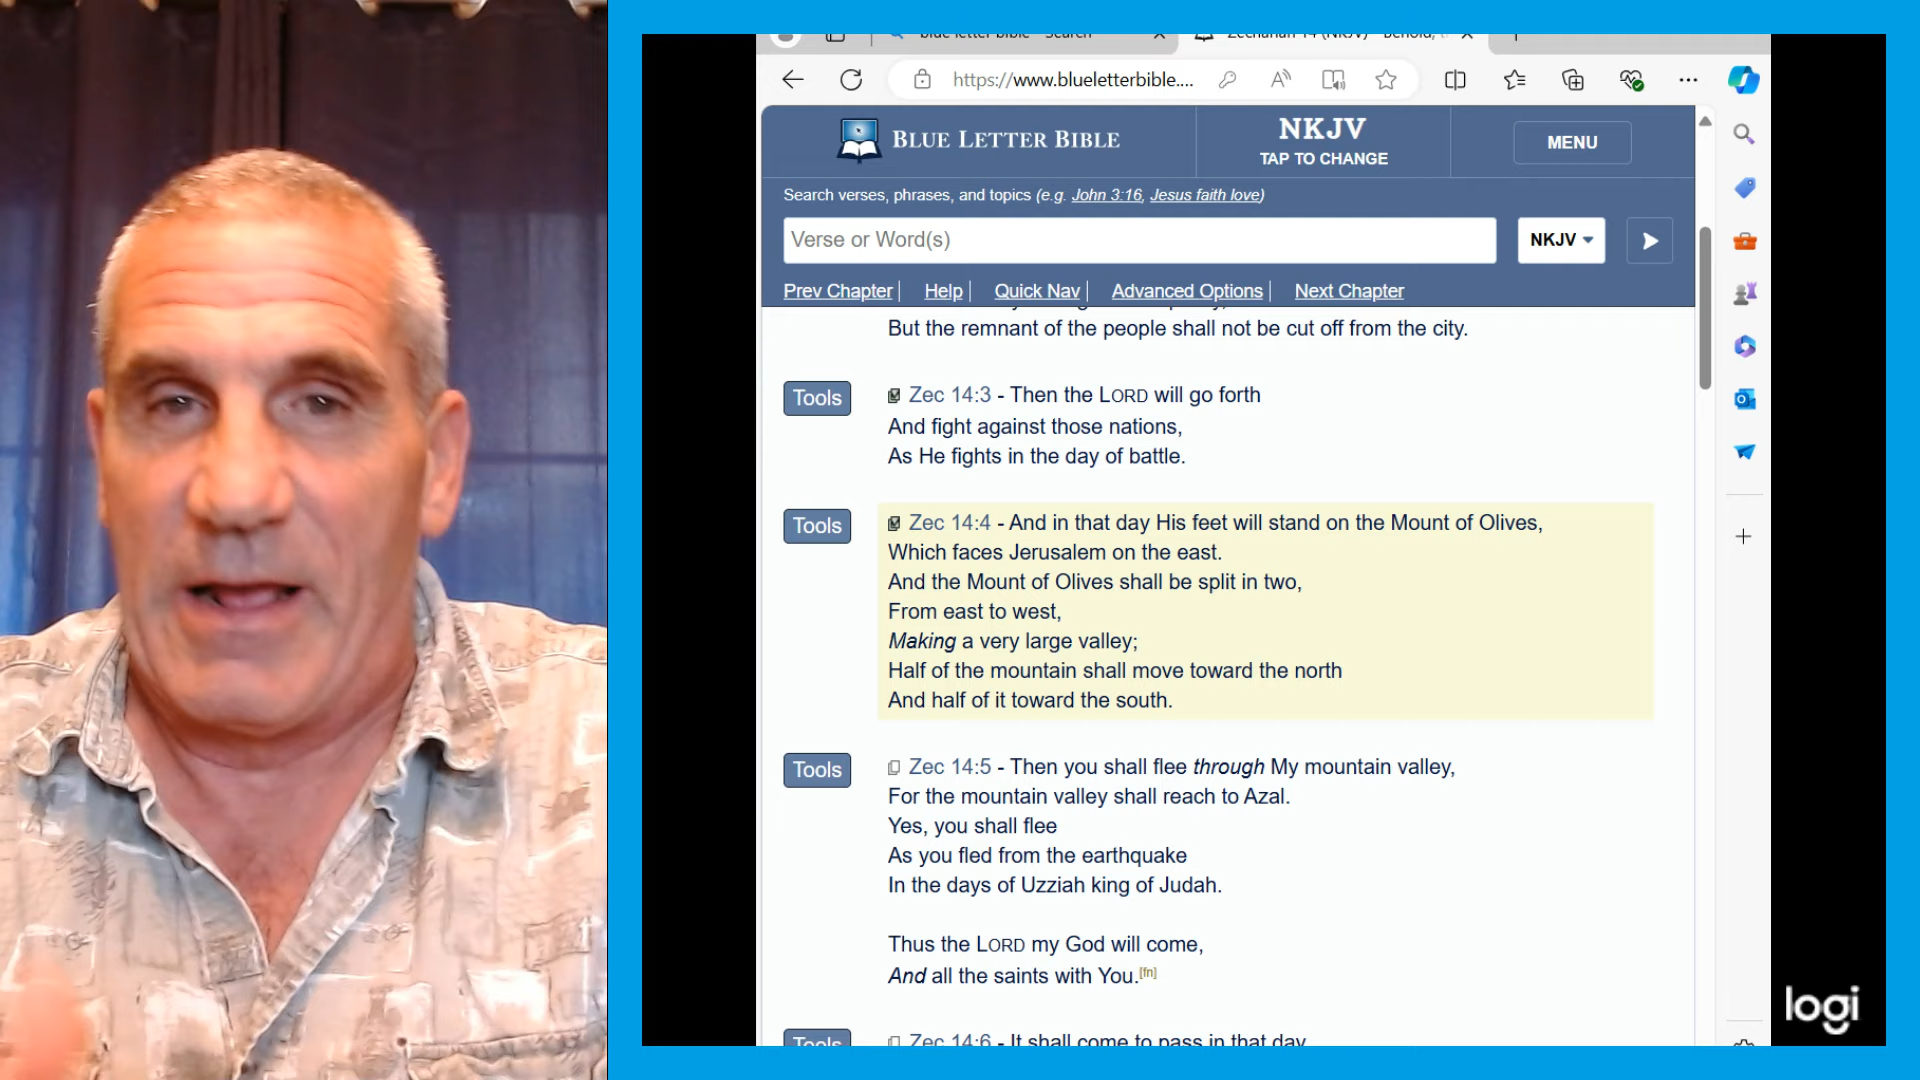 blue letter bible - Search
Zechariah 14 (NKJV) - Behold, t
https://www.blueletterbible....
BLUE LETTER BIBLE
NKJV
TAP TO CHANGE
MENU
Search verses, phrases, and topics (e.g. John 3:16, Jesus faith love)
Verse or Word(s)
NKJV
Prev Chapter | Help | Quick Nav | Advanced Options | Next Chapter
But the remnant of the people shall not be cut off from the city.
Tools
Zec 14:3 - Then the LORD will go forth
And fight against those nations,
As He fights in the day of battle.
Tools
Zec 14:4 - And in that day His feet will stand on the Mount of Olives,
Which faces Jerusalem on the east.
And the Mount of Olives shall be split in two,
From east to west,
Making a very large valley;
Half of the mountain shall move toward the north
And half of it toward the south.
Tools
Zec 14:5 - Then you shall flee through My mountain valley,
For the mountain valley shall reach to Azal.
Yes, you shall flee
As you fled from the earthquake
In the days of Uzziah king of Judah.
Thus the LORD my God will come,
And all the saints with You.[fn]
Tools
Zec 14:6 - It shall come to pass in that day
logi